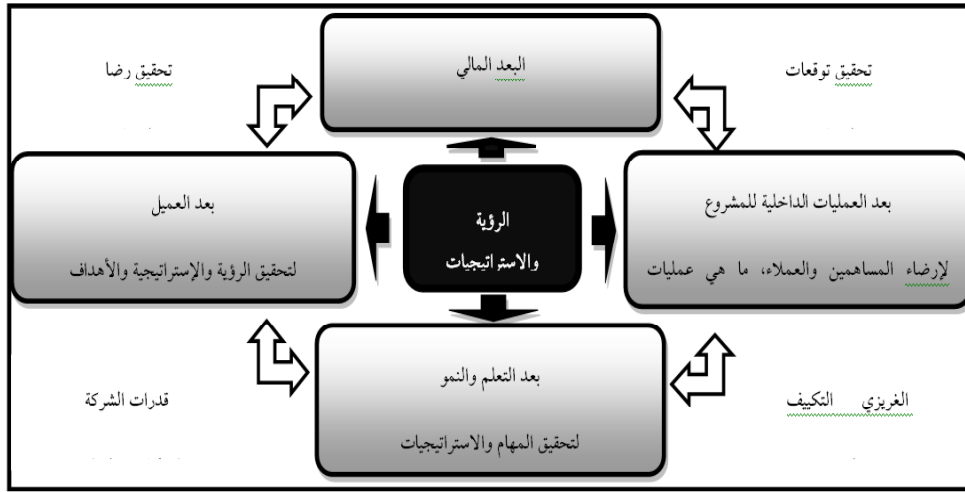 البعد المالي
تحقيق توقعات
تحقيق رضا
بعد العمليات الداخلية للمشروع
لإرضاء المساهمين والعملاء، ما هي عمليات
الرؤية
والاستراتيجيات
بعد العميل
لتحقيق الرؤية والإستراتيجية والأهداف
بعد التعلم والنمو
لتحقيق المهام والاستراتيجيات
الغريزي التكييف
قدرات الشركة